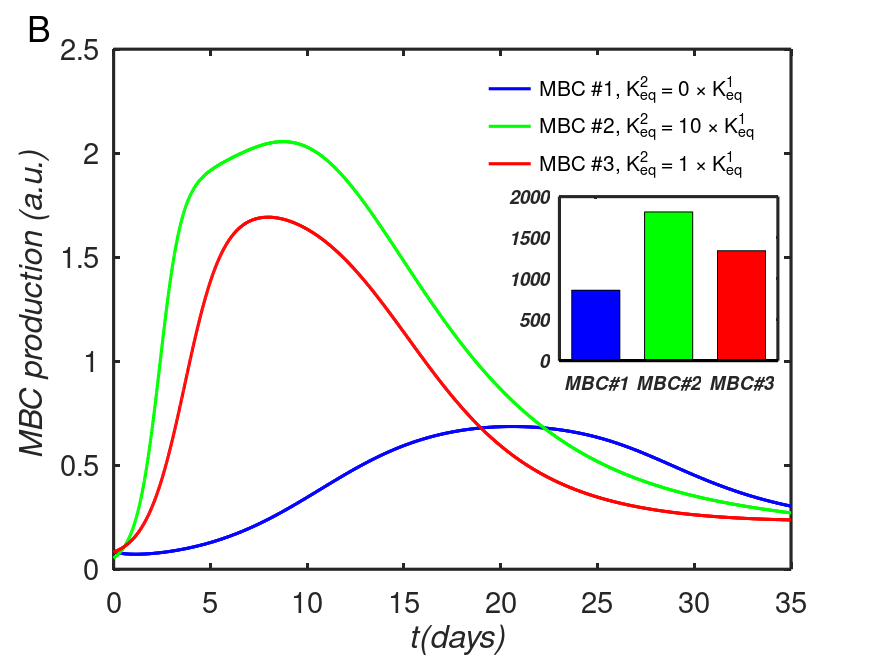 B
MBC production (a.u.)
2.5
2
1.5
1
0.5
0
0 5 10 15 20 25 30 35
t(days)
MBC #1, K²eq = 0 × K¹eq
MBC #2, K²eq = 10 × K¹eq
MBC #3, K²eq = 1 × K¹eq
2000
1500
1000
500
0
MBC#1 MBC#2 MBC#3